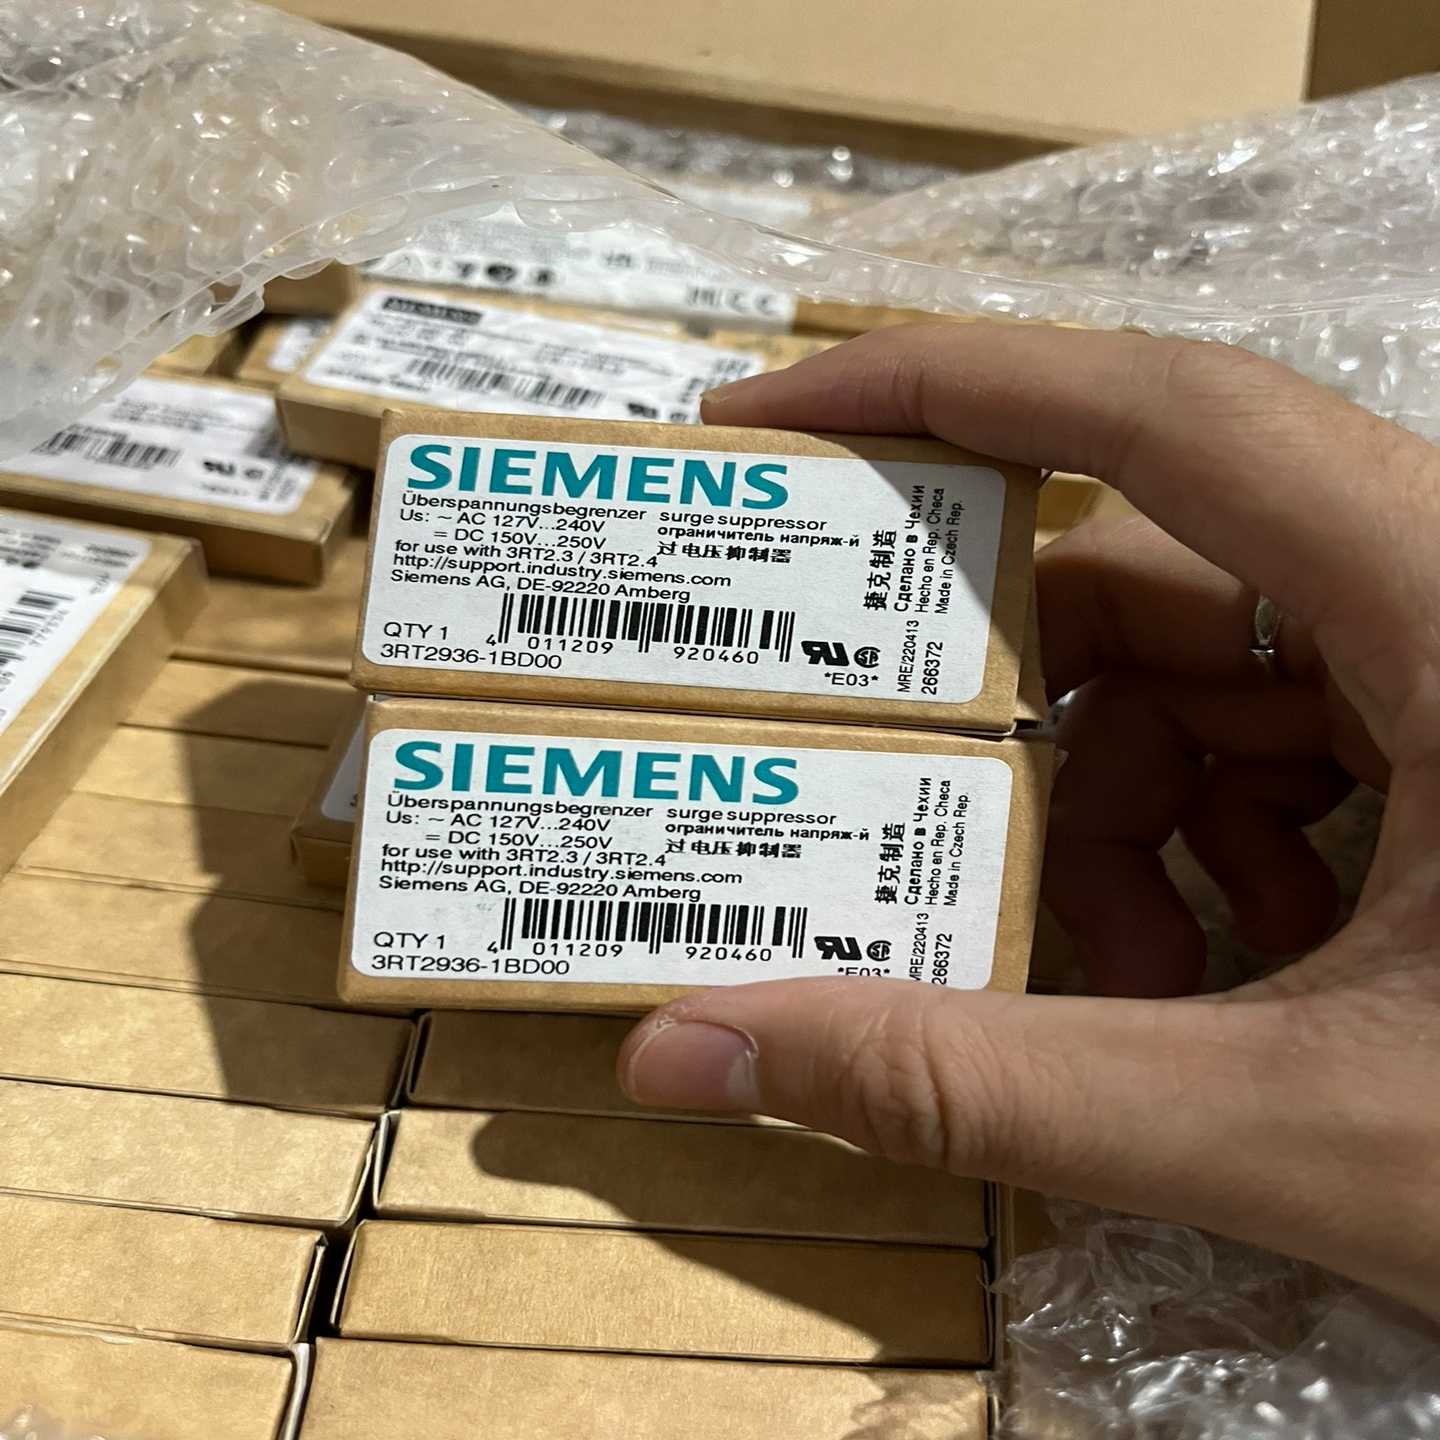 SIEMENS
Überspannungsbegrenzer surge suppressor
Us: ~ AC 127V...240V ограничитель напряж-й
= DC 150V...250V 过电压抑制器
for use with 3RT2.3 / 3RT2.4
http://support.industry.siemens.com
Siemens AG, DE-92220 Amberg
QTY 1
4 011209 920460
3RT2936-1BD00
*E03*
捷克制造
Сделано в Чехии
Hecho en Rep. Checa
Made in Czech Rep.
MRE/220413
266372
SIEMENS
Überspannungsbegrenzer surge suppressor
Us: ~ AC 127V...240V ограничитель напряж-й
= DC 150V...250V 过电压抑制器
for use with 3RT2.3 / 3RT2.4
http://support.industry.siemens.com
Siemens AG, DE-92220 Amberg
QTY 1
4 011209 920460
3RT2936-1BD00
*E03*
捷克制造
Сделано в Чехии
Hecho en Rep. Checa
Made in Czech Rep.
MRE/220413
266372